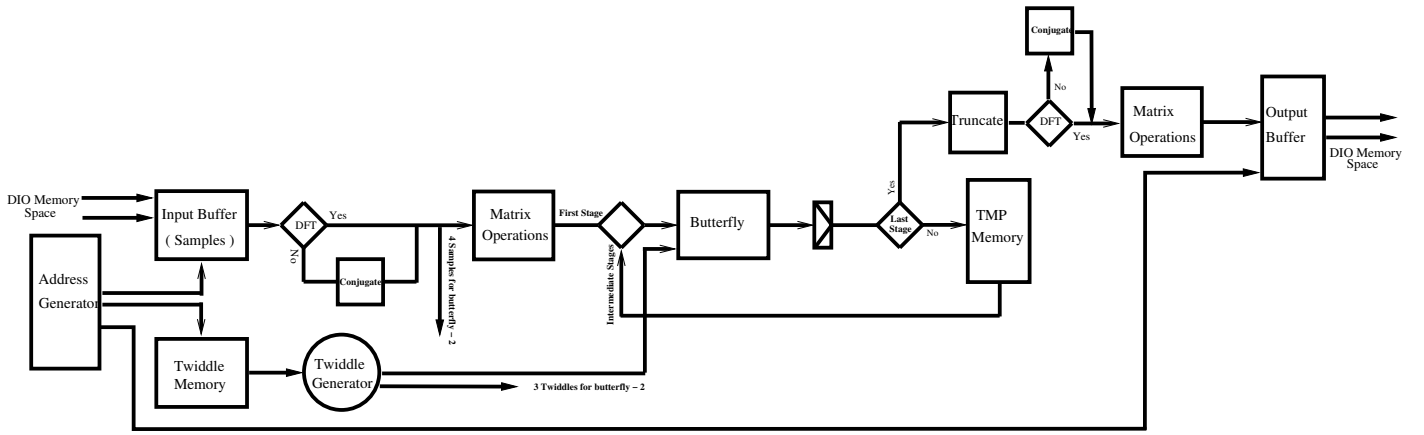 DIO Memory
Space
Input Buffer
( Samples )
Address
Generator
Twiddle
Memory
Twiddle
Generator
3 Twiddles for butterfly – 2
DFT
Yes
No
Conjugate
4 Samples for butterfly – 2
Matrix
Operations
First Stage
Intermediate Stages
Butterfly
Last
Stage
Yes
No
TMP
Memory
Truncate
DFT
No
Yes
Conjugate
Matrix
Operations
Output
Buffer
DIO Memory
Space